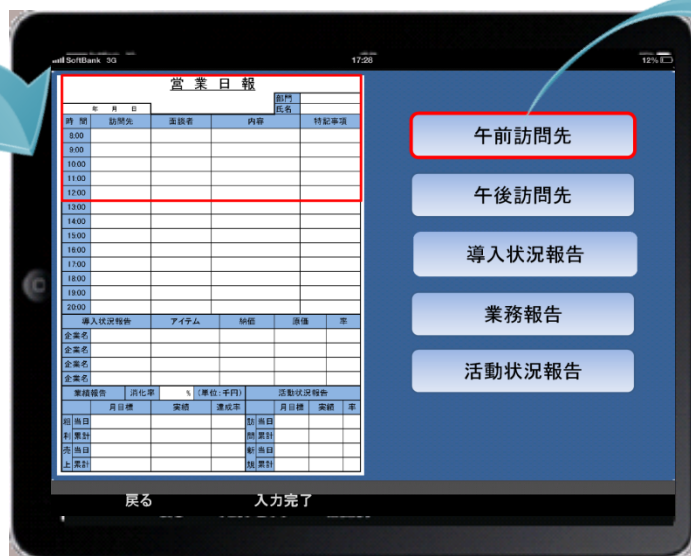 SoftBank 3G 17:28 12%
営業日報
部門
年 月 日 氏名
時間 訪問先 面談者 内容 特記事項
8:00
9:00
10:00
11:00
12:00
13:00
14:00
15:00
16:00
17:00
18:00
19:00
20:00
導入状況報告 アイテム 納価 原価 率
企業名
企業名
企業名
企業名
業績報告 消化率 % (単位:千円) 活動状況報告
月目標 実績 達成率 月目標 実績 率
当日 訪 当日
利 累計 問 累計
売 当日 新 当日
上 累計 規 累計
午前訪問先
午後訪問先
導入状況報告
業務報告
活動状況報告
戻る 入力完了